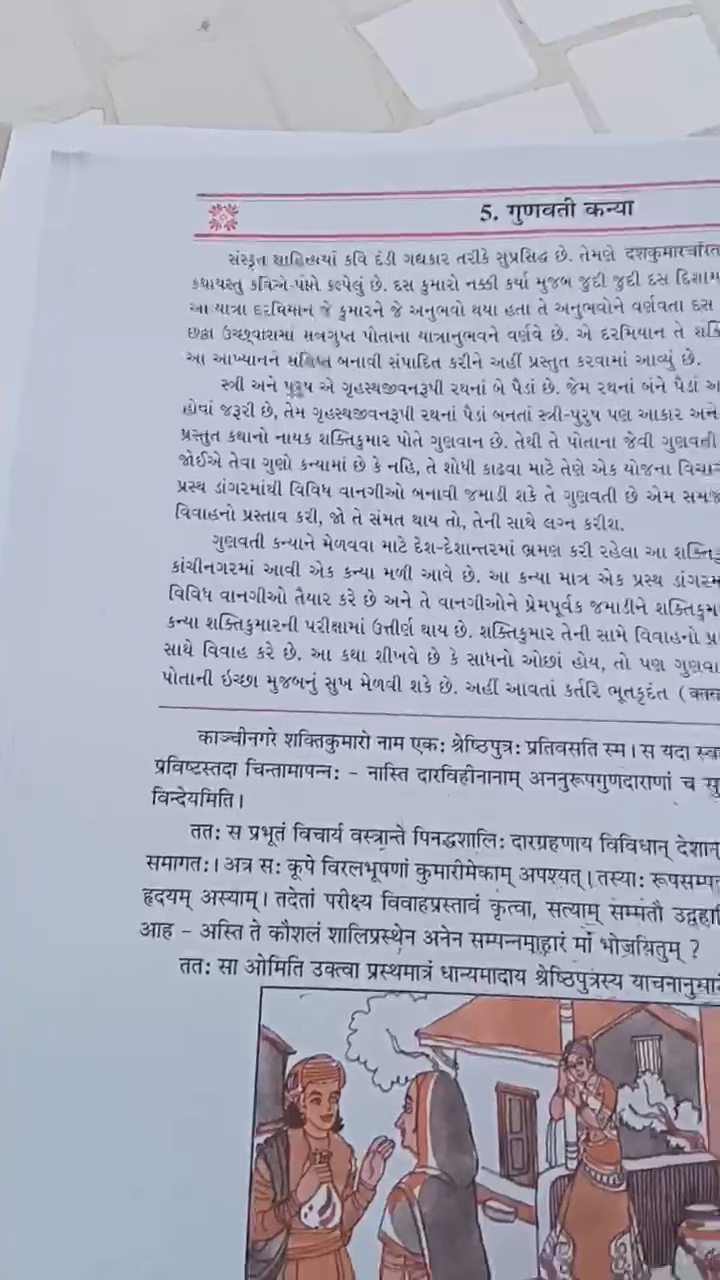 5. गुणवती कन्या
સંસ્કૃત સાહિત્યમાં કવિ દંડી ગદ્યકાર તરીકે સુપ્રસિદ્ધ છે. તેમણે દશકુમારચરિત
કથાવસ્તુ કવિએ પોતે કલ્પેલું છે. દસ કુમારો નક્કી કર્યા મુજબ જુદી જુદી દસ દિશામ
આ યાત્રા દરમિયાન જે કુમારને જે અનુભવો થયા હતા તે અનુભવોને વર્ણવતા દસ
છઠ્ઠા ઉચ્છ્વાસમાં મંત્રગુપ્ત પોતાના યાત્રાનુભવને વર્ણવે છે. એ દરમિયાન તે શક્તિ
આ આખ્યાનને સંક્ષિપ્ત બનાવી સંપાદિત કરીને અહીં પ્રસ્તુત કરવામાં આવ્યું છે.
સ્ત્રી અને પુરુષ એ ગૃહસ્થજીવનરૂપી રથનાં બે પૈડાં છે. જેમ રથનાં બંને પૈડાં
હોવાં જરૂરી છે, તેમ ગૃહસ્થજીવનરૂપી રથનાં પૈડાં બનતાં સ્ત્રી-પુરુષ પણ આકાર અને
પ્રસ્તુત કથાનો નાયક શક્તિકુમાર પોતે ગુણવાન છે. તેથી તે પોતાના જેવી ગુણવતી
જોઈએ તેવા ગુણો કન્યામાં છે કે નહિ, તે શોધી કાઢવા માટે તેણે એક યોજના વિચાર
પ્રસ્થ ડાંગરમાંથી વિવિધ વાનગીઓ બનાવી જમાડી શકે તે ગુણવતી છે એમ સમજ
વિવાહનો પ્રસ્તાવ કરી, જો તે સંમત થાય તો, તેની સાથે લગ્ન કરીશ.
ગુણવતી કન્યાને મેળવવા માટે દેશ-દેશાન્તરમાં ભ્રમણ કરી રહેલા આ શક્તિકુ
કાંચીનગરમાં આવી એક કન્યા મળી આવે છે. આ કન્યા માત્ર એક પ્રસ્થ ડાંગરમ
વિવિધ વાનગીઓ તૈયાર કરે છે અને તે વાનગીઓને પ્રેમપૂર્વક જમાડીને શક્તિકુમ
કન્યા શક્તિકુમારની પરીક્ષામાં ઉત્તીર્ણ થાય છે. શક્તિકુમાર તેની સામે વિવાહનો પ્ર
સાથે વિવાહ કરે છે. આ કથા શીખવે છે કે સાધનો ઓછાં હોય, તો પણ ગુણવા
પોતાની ઇચ્છા મુજબનું સુખ મેળવી શકે છે. અહીં આવતાં કર્તરિ ભૂતકૃદંત (क्तव
काञ्चीनगरे शक्तिकुमारो नाम एकः श्रेष्ठिपुत्रः प्रतिवसति स्म। स यदा स्व
प्रविष्टस्तदा चिन्तामापन्नः - नास्ति दारविहीनानाम् अननुरूपगुणदाराणां च सु
विन्देयमिति।
ततः स प्रभूतं विचार्य वस्त्रान्ते पिनद्धशालिः दारग्रहणाय विविधान् देशान्
समागतः। अत्र सः कूपे विरलभूषणां कुमारीमेकाम् अपश्यत्। तस्याः रूपसम्प
हृदयम् अस्याम्। तदेतां परीक्ष्य विवाहप्रस्तावं कृत्वा, सत्याम् सम्मतौ उद्वहा
आह - अस्ति ते कौशलं शालिप्रस्थेन अनेन सम्पन्नमाहारं मां भोजयितुम् ?
ततः सा ओमिति उक्त्वा प्रस्थमात्रं धान्यमादाय श्रेष्ठिपुत्रस्य याचनानुसार